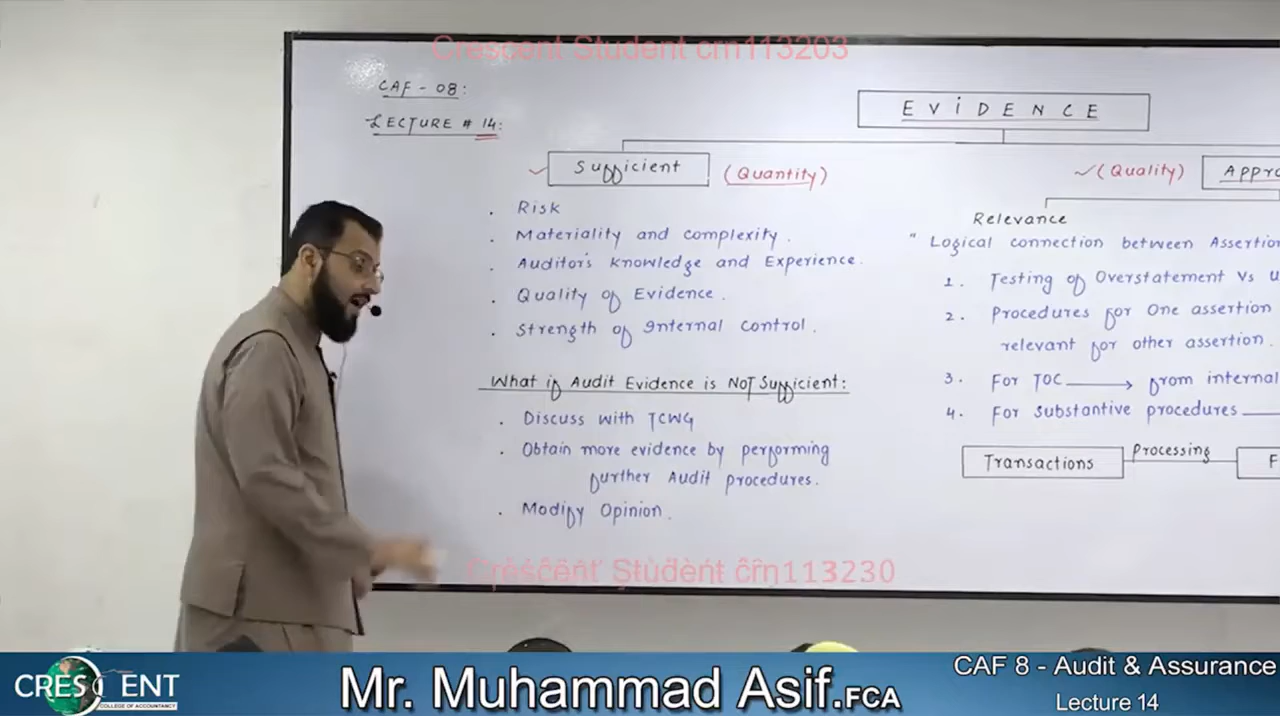 Crescent Student crn113203
CAF - 08:
LECTURE # 14:
EViDENCE
Sufficient (Quantity)
. Risk
. Materiality and complexity.
. Auditor's Knowledge and Experience.
. Quality of Evidence.
. Strength of Internal Control.
What if Audit Evidence is NOT Sufficient:
. Discuss with TCWG
. Obtain more evidence by performing
further Audit procedures.
. Modify Opinion.
(Quality) Appro
Relevance
" Logical connection between Assertion
1. Testing of Overstatement Vs U
2. Procedures for One assertion
relevant for other assertion.
3. For TOC → from internal
4. For substantive procedures
Transactions Processing F
Crescent Student crn113230
CRESCENT
COLLEGE OF ACCOUNTANCY
Mr. Muhammad Asif.FCA
CAF 8 - Audit & Assurance
Lecture 14